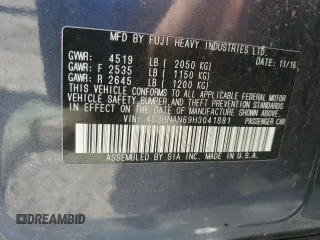 MFD BY FUJI HEAVY INDUSTRIES LTD.
GVWR: 4519 LB ( 2050 KG) DATE: 11/16
GAWR: F 2535 LB ( 1150 KG)
GAWR: R 2645 LB ( 1200 KG)
THIS VEHICLE CONFORMS TO ALL APPLICABLE FEDERAL MOTOR
VEHICLE SAFETY, BUMPER, AND THEFT PREVENTION STANDARDS
IN EFFECT ON THE DATE OF MANUFACTURE SHOWN ABOVE.
VIN: 4S3BNAN69H3041881 PASSENGER CAR
ASSEMBLED BY SIA INC. MADE IN U.S.A.
DREAMBID